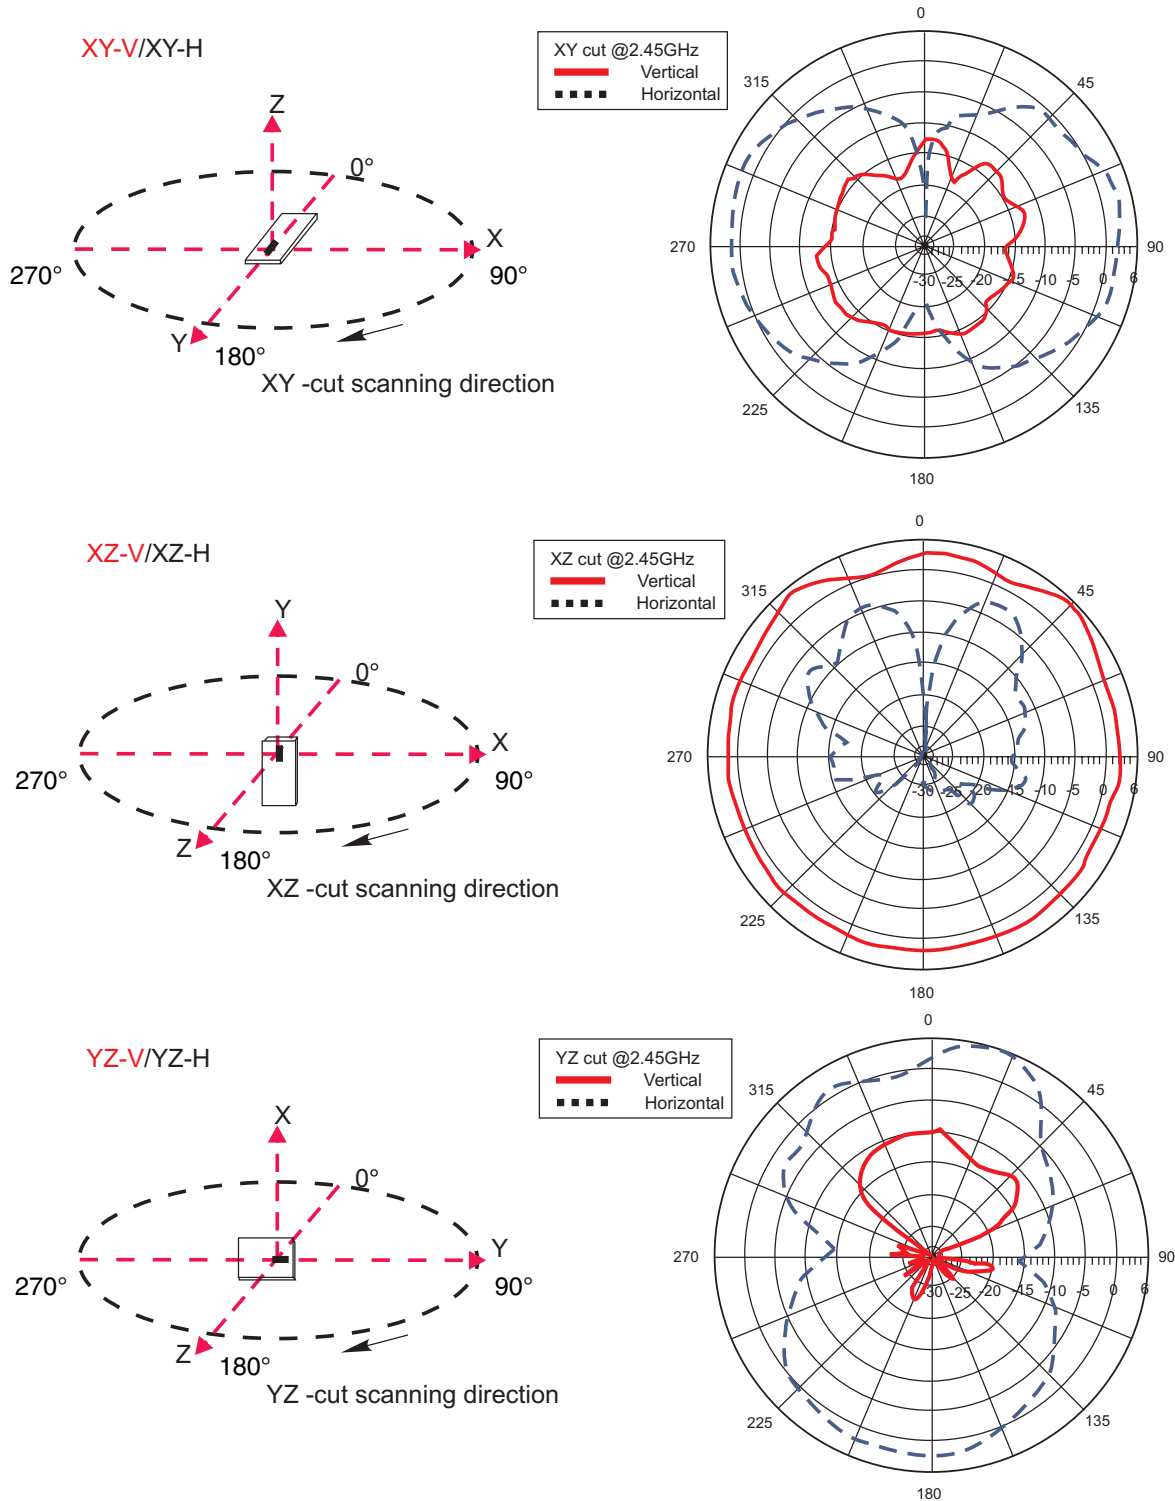 XY-V/XY-H
Z
0°
X
270°
90°
Y
180°
XY -cut scanning direction
XY cut @2.45GHz
Vertical
Horizontal
0
315
45
270
90
-30 -25 -20 -15 -10 -5 0 6
225
135
180
XZ-V/XZ-H
Y
0°
X
270°
90°
Z
180°
XZ -cut scanning direction
XZ cut @2.45GHz
Vertical
Horizontal
0
315
45
270
90
-30 -25 -20 -15 -10 -5 0 6
225
135
180
YZ-V/YZ-H
X
0°
Y
270°
90°
Z
180°
YZ -cut scanning direction
YZ cut @2.45GHz
Vertical
Horizontal
0
315
45
270
90
-30 -25 -20 -15 -10 -5 0 6
225
135
180